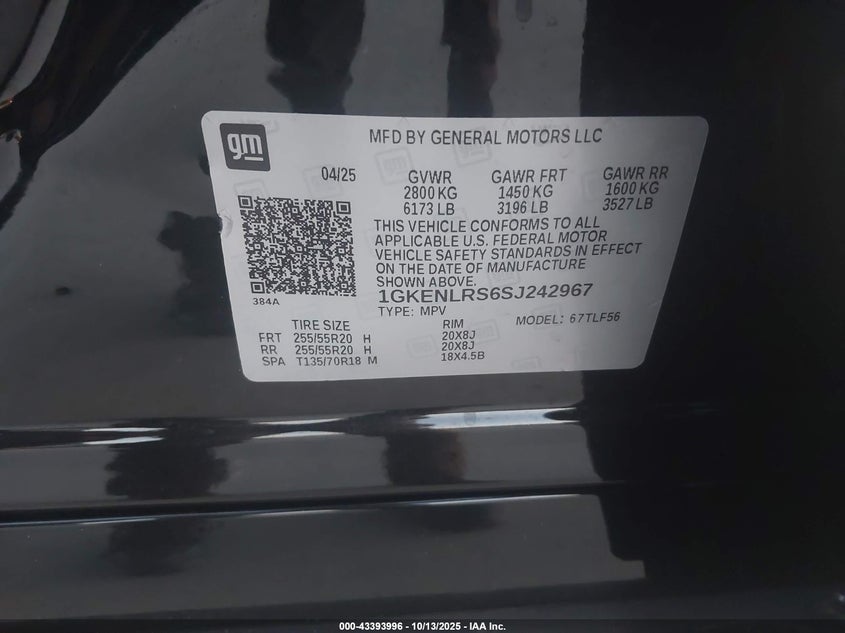 gm
MFD BY GENERAL MOTORS LLC
04/25 GVWR GAWR FRT GAWR RR
2800 KG 1450 KG 1600 KG
6173 LB 3196 LB 3527 LB
THIS VEHICLE CONFORMS TO ALL
APPLICABLE U.S. FEDERAL MOTOR
VEHICLE SAFETY STANDARDS IN EFFECT
ON THE DATE OF MANUFACTURE
SHOWN ABOVE.
384A
1GKENLRS6SJ242967
TYPE: MPV MODEL: 67TLF56
TIRE SIZE RIM
FRT 255/55R20 H 20X8J
RR 255/55R20 H 20X8J
SPA T135/70R18 M 18X4.5B
000-43393996 - 10/13/2025 - IAA Inc.